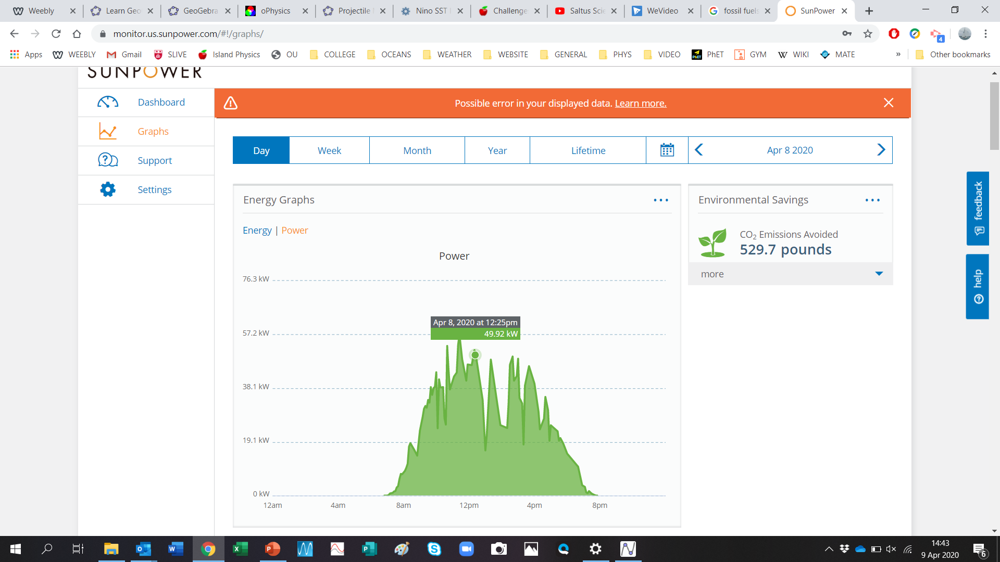 Weebly
Learn Geo
GeoGebra
oPhysics
Projectile
Nino SST
Challenge
Saltus Scie
WeVideo
fossil fuels
SunPower
monitor.us.sunpower.com/#!/graphs/
4
Apps
WEEBLY
Gmail
SLIVE
Island Physics
OU
COLLEGE
OCEANS
WEATHER
WEBSITE
GENERAL
PHYS
VIDEO
PhET
GYM
WIKI
MATE
»
Other bookmarks
SUNPOWER
Dashboard
Graphs
Support
Settings
Possible error in your displayed data. Learn more.
Day
Week
Month
Year
Lifetime
Apr 8 2020
Energy Graphs
Energy | Power
Power
76.3 kW
57.2 kW
38.1 kW
19.1 kW
0 kW
Apr 8, 2020 at 12:25pm
49.92 kW
12am
4am
8am
12pm
4pm
8pm
Environmental Savings
CO₂ Emissions Avoided
529.7 pounds
more
feedback
help
14:43
9 Apr 2020
6